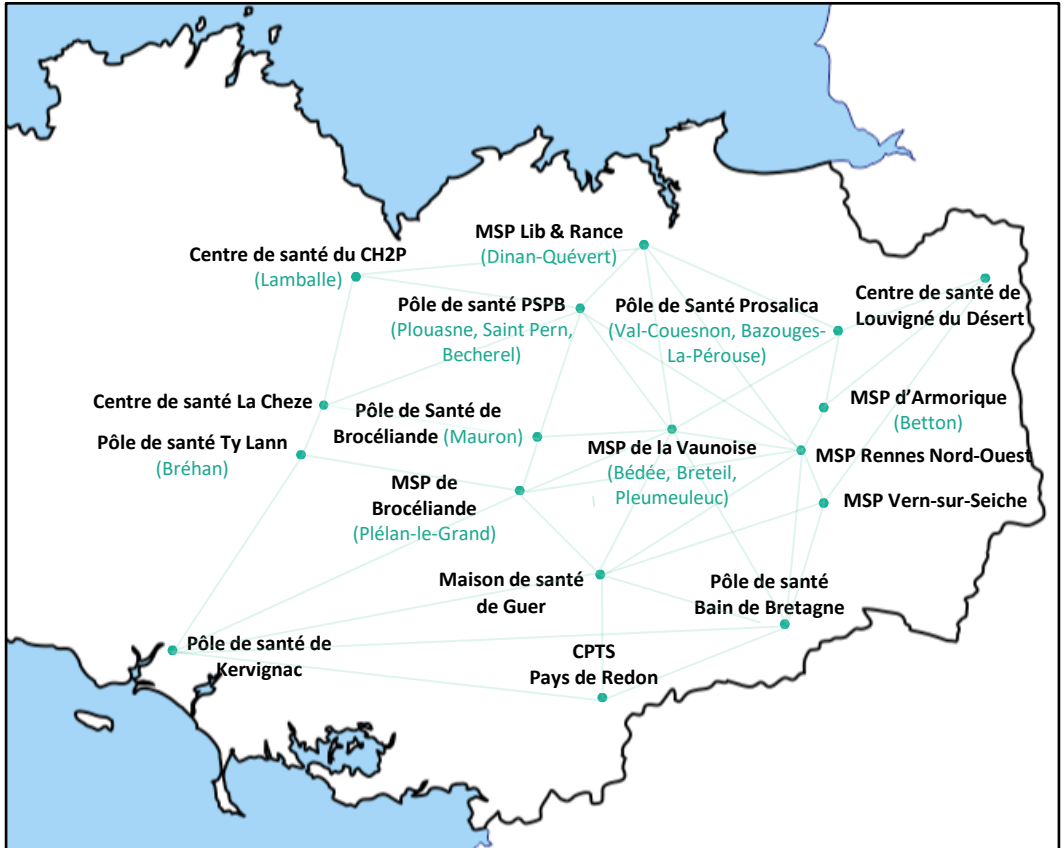 MSP Lib & Rance
(Dinan-Quévert)
Centre de santé du CH2P
(Lamballe)
Pôle de santé PSPB
(Plouasne, Saint Pern,
Becherel)
Pôle de Santé Prosalica
(Val-Couesnon, Bazouges-
La-Pérouse)
Centre de santé de
Louvigné du Désert
Centre de santé La Cheze
Pôle de Santé de
Brocéliande (Mauron)
MSP d’Armorique
(Betton)
Pôle de santé Ty Lann
(Bréhan)
MSP de la Vaunoise
(Bédée, Breteil,
Pleumeuleuc)
MSP Rennes Nord-Ouest
MSP de
Brocéliande
(Plélan-le-Grand)
MSP Vern-sur-Seiche
Maison de santé
de Guer
Pôle de santé
Bain de Bretagne
Pôle de santé de
Kervignac
CPTS
Pays de Redon